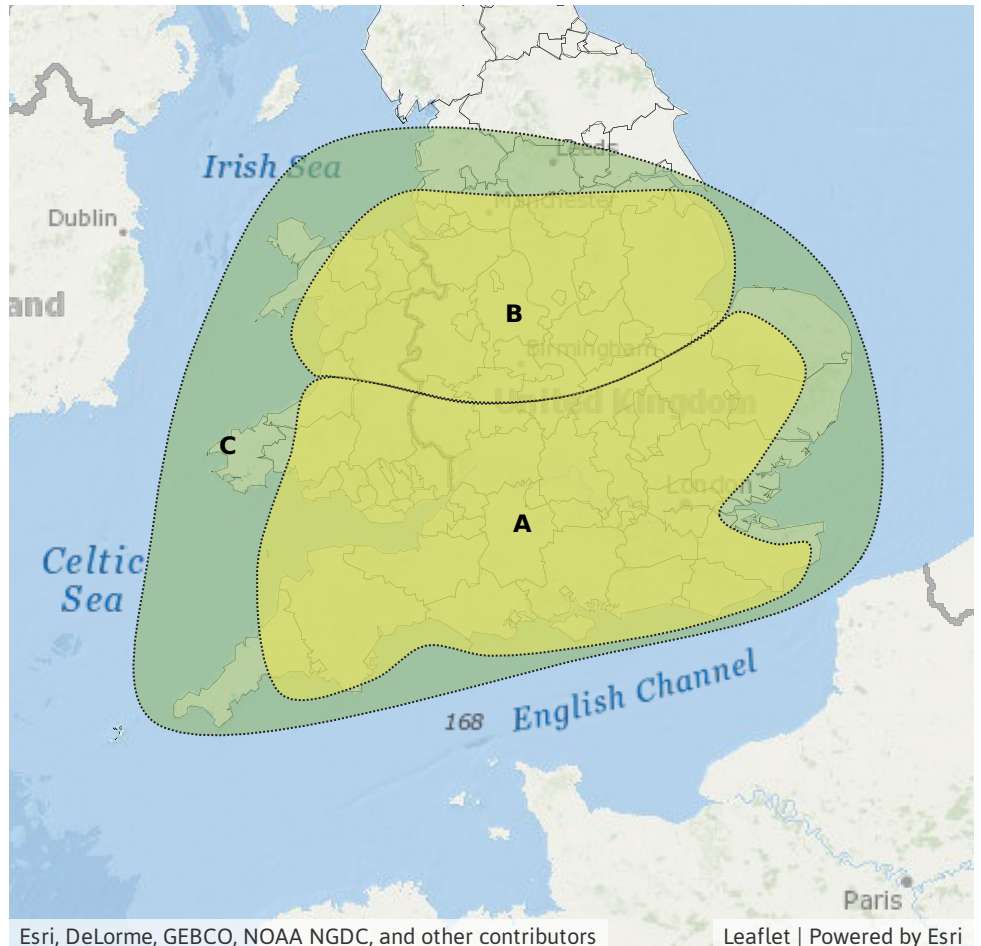 Leeds
Irish Sea
Manchester
Dublin
and
B
Birmingham
United Kingdom
C
London
A
Celtic
Sea
168
English Channel
Paris
Esri, DeLorme, GEBCO, NOAA NGDC, and other contributors
Leaflet | Powered by Esri